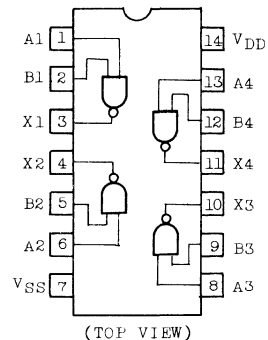 A1 1 14 VDD
B1 2 13 A4
X1 3 12 B4
X2 4 11 X4
B2 5 10 X3
A2 6 9 B3
VSS 7 8 A3
(TOP VIEW)